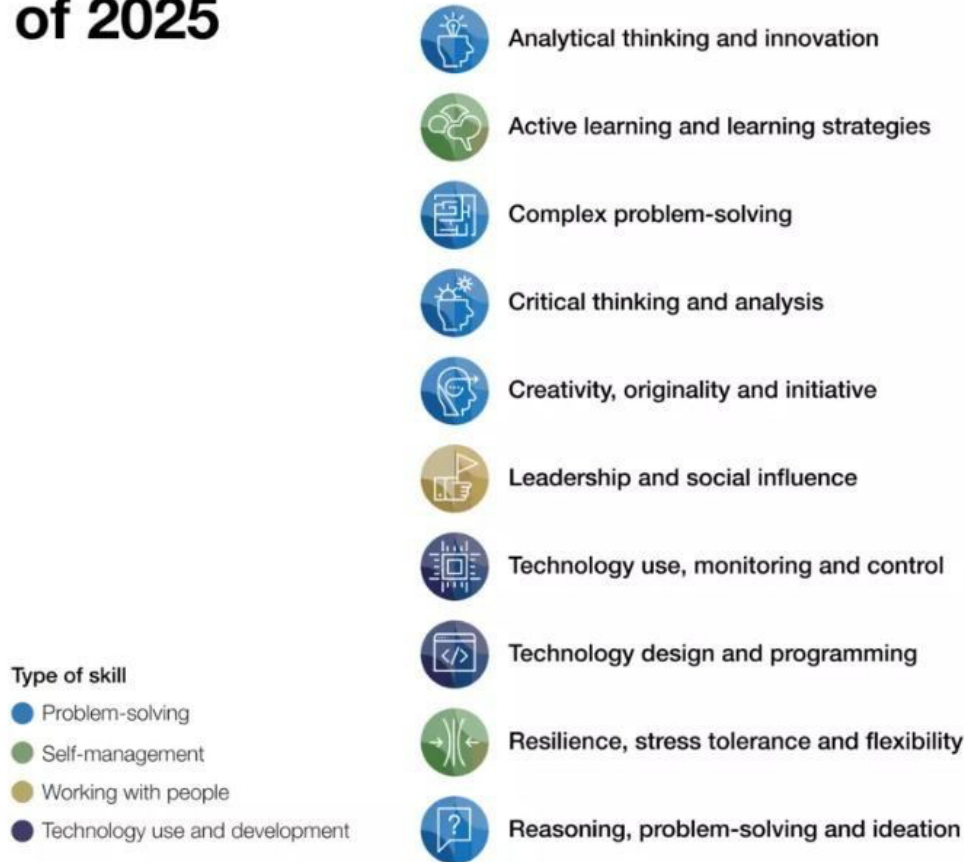 of 2025
Analytical thinking and innovation
Active learning and learning strategies
Complex problem-solving
Critical thinking and analysis
Creativity, originality and initiative
Leadership and social influence
Technology use, monitoring and control
Technology design and programming
</>
Resilience, stress tolerance and flexibility
Reasoning, problem-solving and ideation
?
Type of skill
Problem-solving
Self-management
Working with people
Technology use and development